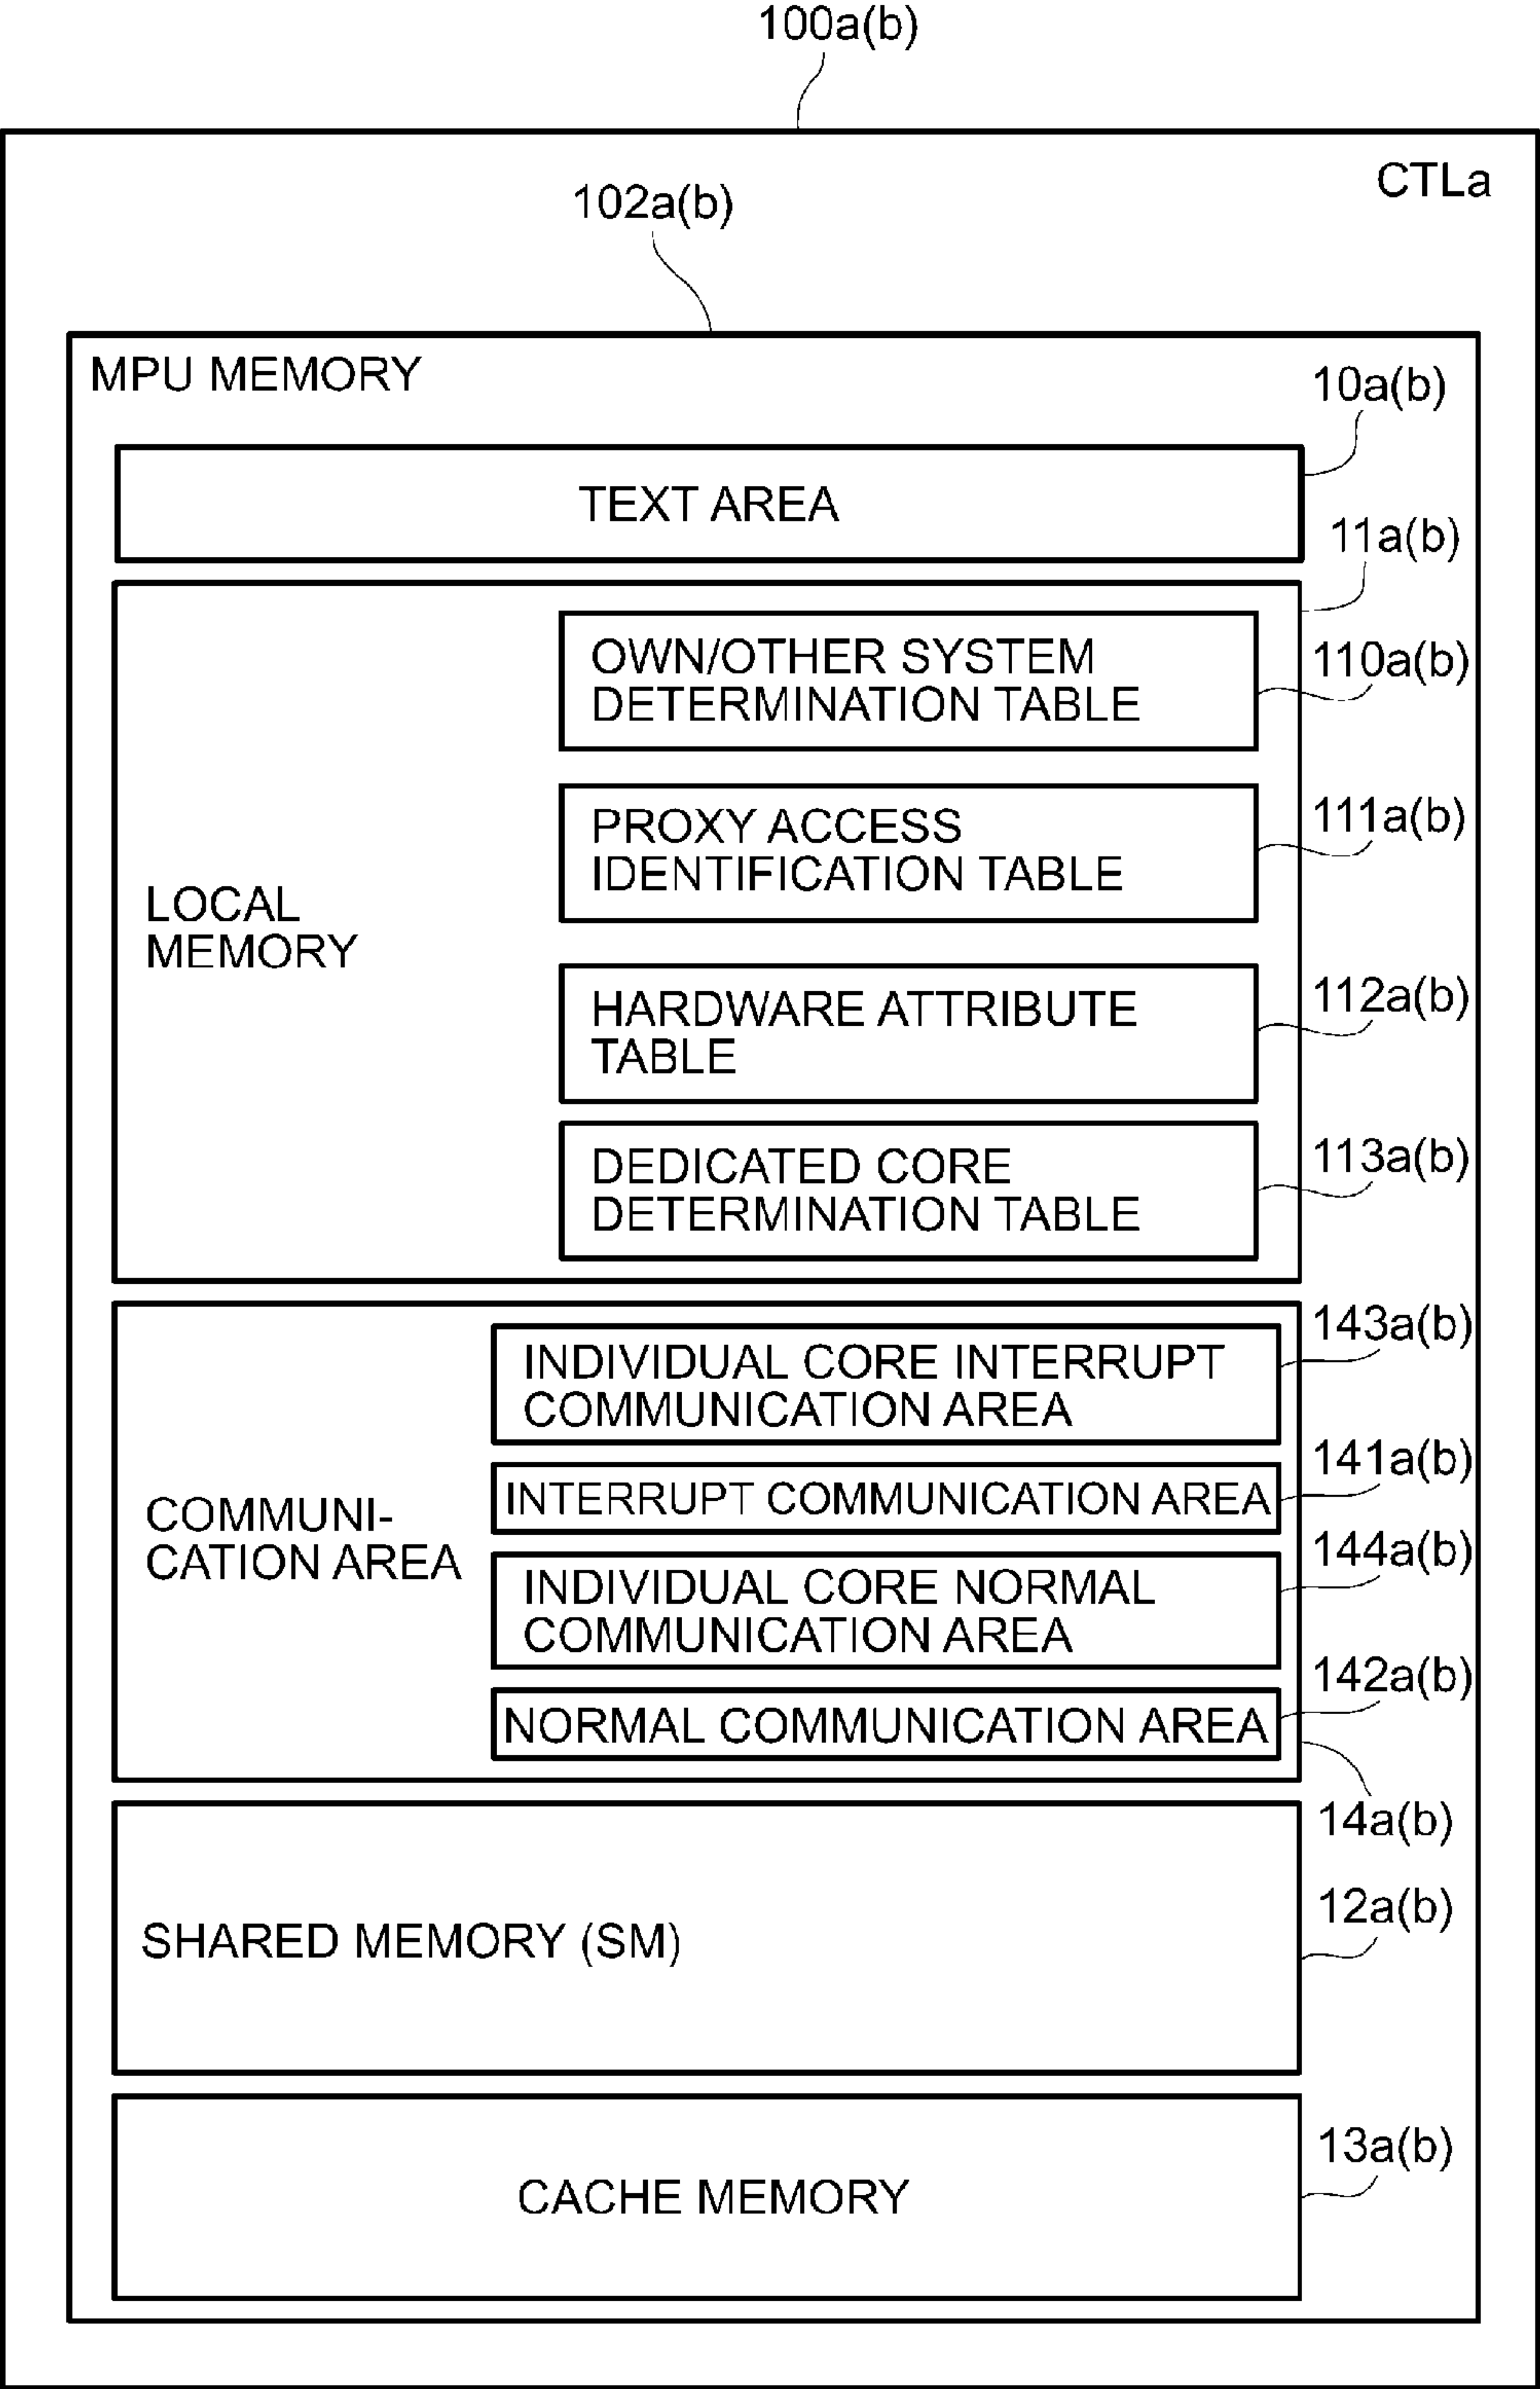 100a(b)
CTLa
102a(b)
MPU MEMORY
10a(b)
TEXT AREA
11a(b)
OWN/OTHER SYSTEM
DETERMINATION TABLE
110a(b)
PROXY ACCESS
IDENTIFICATION TABLE
111a(b)
LOCAL
MEMORY
HARDWARE ATTRIBUTE
TABLE
112a(b)
DEDICATED CORE
DETERMINATION TABLE
113a(b)
INDIVIDUAL CORE INTERRUPT
COMMUNICATION AREA
143a(b)
INTERRUPT COMMUNICATION AREA
141a(b)
COMMUNI-
CATION AREA
INDIVIDUAL CORE NORMAL
COMMUNICATION AREA
144a(b)
NORMAL COMMUNICATION AREA
142a(b)
14a(b)
SHARED MEMORY (SM)
12a(b)
CACHE MEMORY
13a(b)